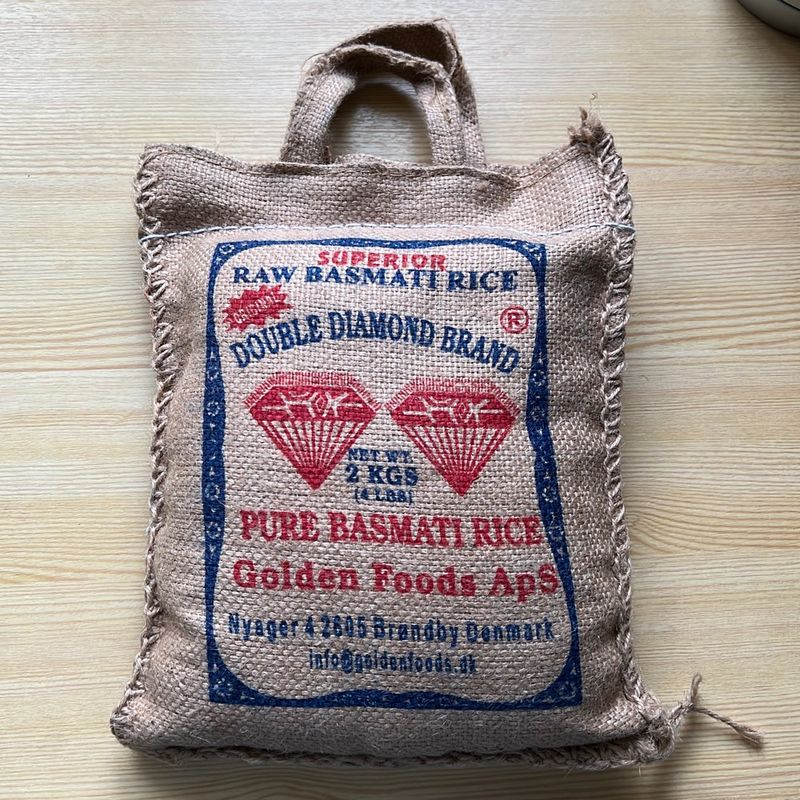 SUPERIOR
RAW BASMATI RICE
ORIGINAL
®
DOUBLE DIAMOND BRAND
NET WT.
2 KGS
(4 LBS)
PURE BASMATI RICE
Golden Foods ApS
Nyager 4 2605 Brøndby Denmark
info@goldenfoods.dk